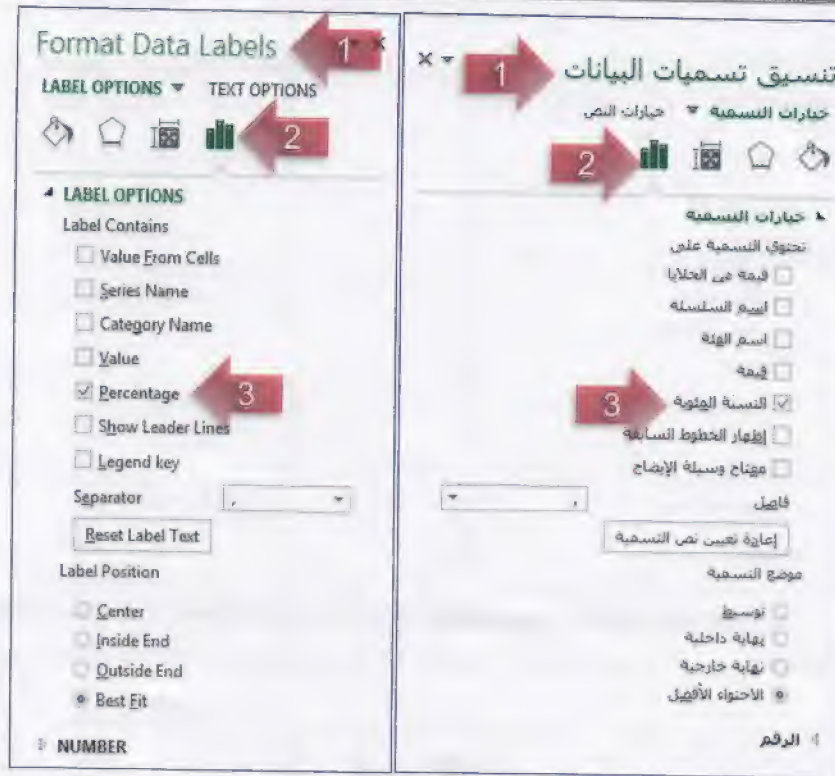 Format Data Labels
1
LABEL OPTIONS
TEXT OPTIONS
2
LABEL OPTIONS
Label Contains
Value From Cells
Series Name
Category Name
Value
Percentage
3
Show Leader Lines
Legend key
Separator
,
Reset Label Text
Label Position
Center
Inside End
Outside End
Best Fit
NUMBER
تنسيق تسميات البيانات
1
خيارات التسمية
خيارات النص
2
خيارات التسمية
تحتوي التسمية على
قيمة من الخلايا
اسم السلسلة
اسم الفئة
قيمة
النسبة المئوية
3
إظهار الخطوط السابقة
مفتاح وسيلة الإيضاح
فاصل
,
إعادة تعيين نص التسمية
موضع التسمية
توسيط
نهاية داخلية
نهاية خارجية
الاحتواء الأفضل
الرقم